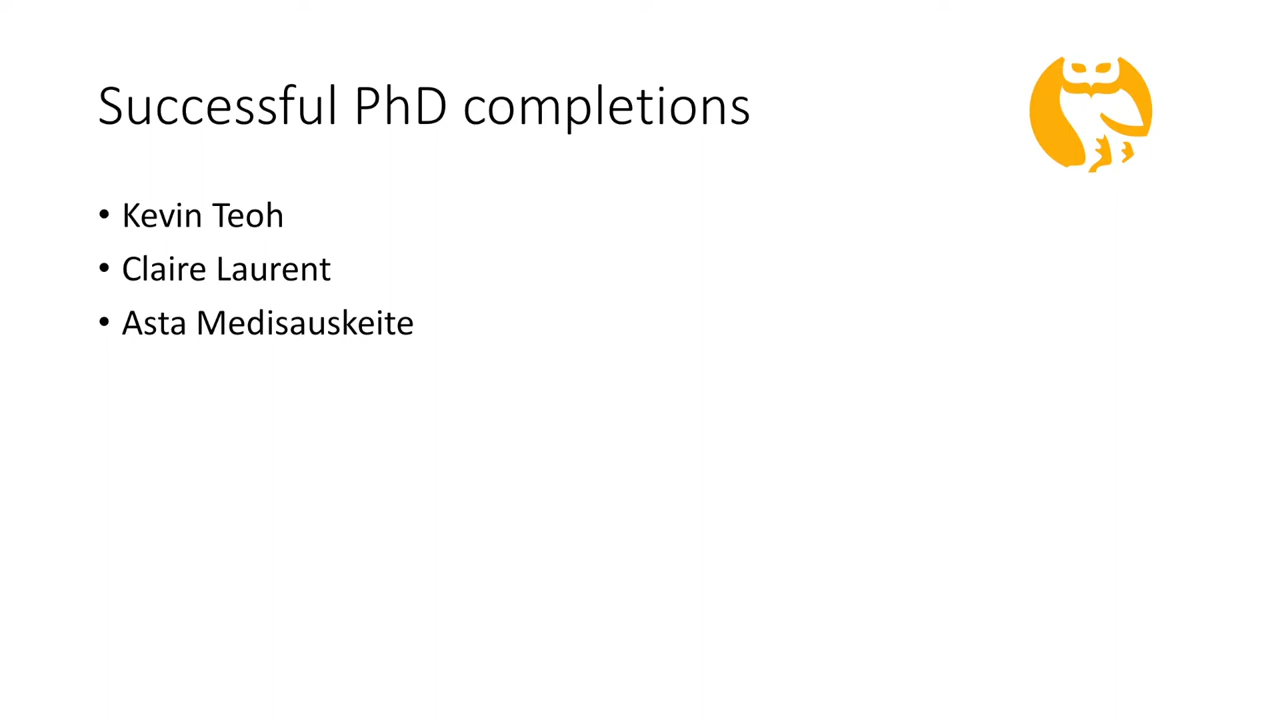 Successful PhD completions
• Kevin Teoh
• Claire Laurent
• Asta Medisauskeite